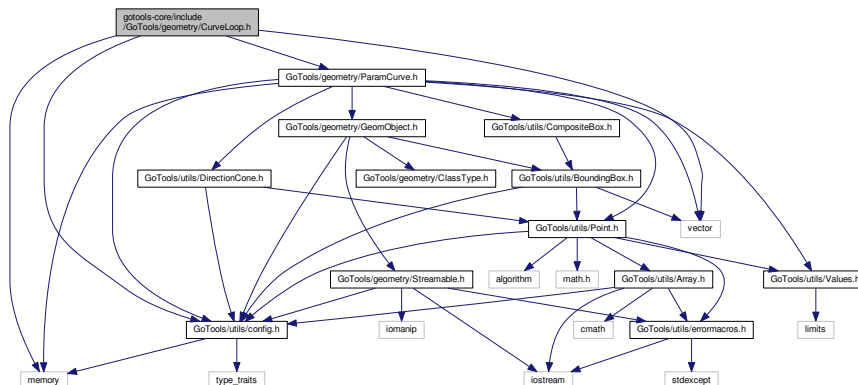 gotools-core/include
/GoTools/geometry/CurveLoop.h
GoTools/geometry/ParamCurve.h
GoTools/geometry/GeomObject.h
GoTools/utils/CompositeBox.h
GoTools/utils/DirectionCone.h
GoTools/geometry/ClassType.h
GoTools/utils/BoundingBox.h
GoTools/utils/Point.h
vector
GoTools/geometry/Streamable.h
algorithm
math.h
GoTools/utils/Array.h
GoTools/utils/Values.h
GoTools/utils/config.h
iomanip
cmath
GoTools/utils/errormacros.h
limits
memory
type_traits
iostream
stdexcept